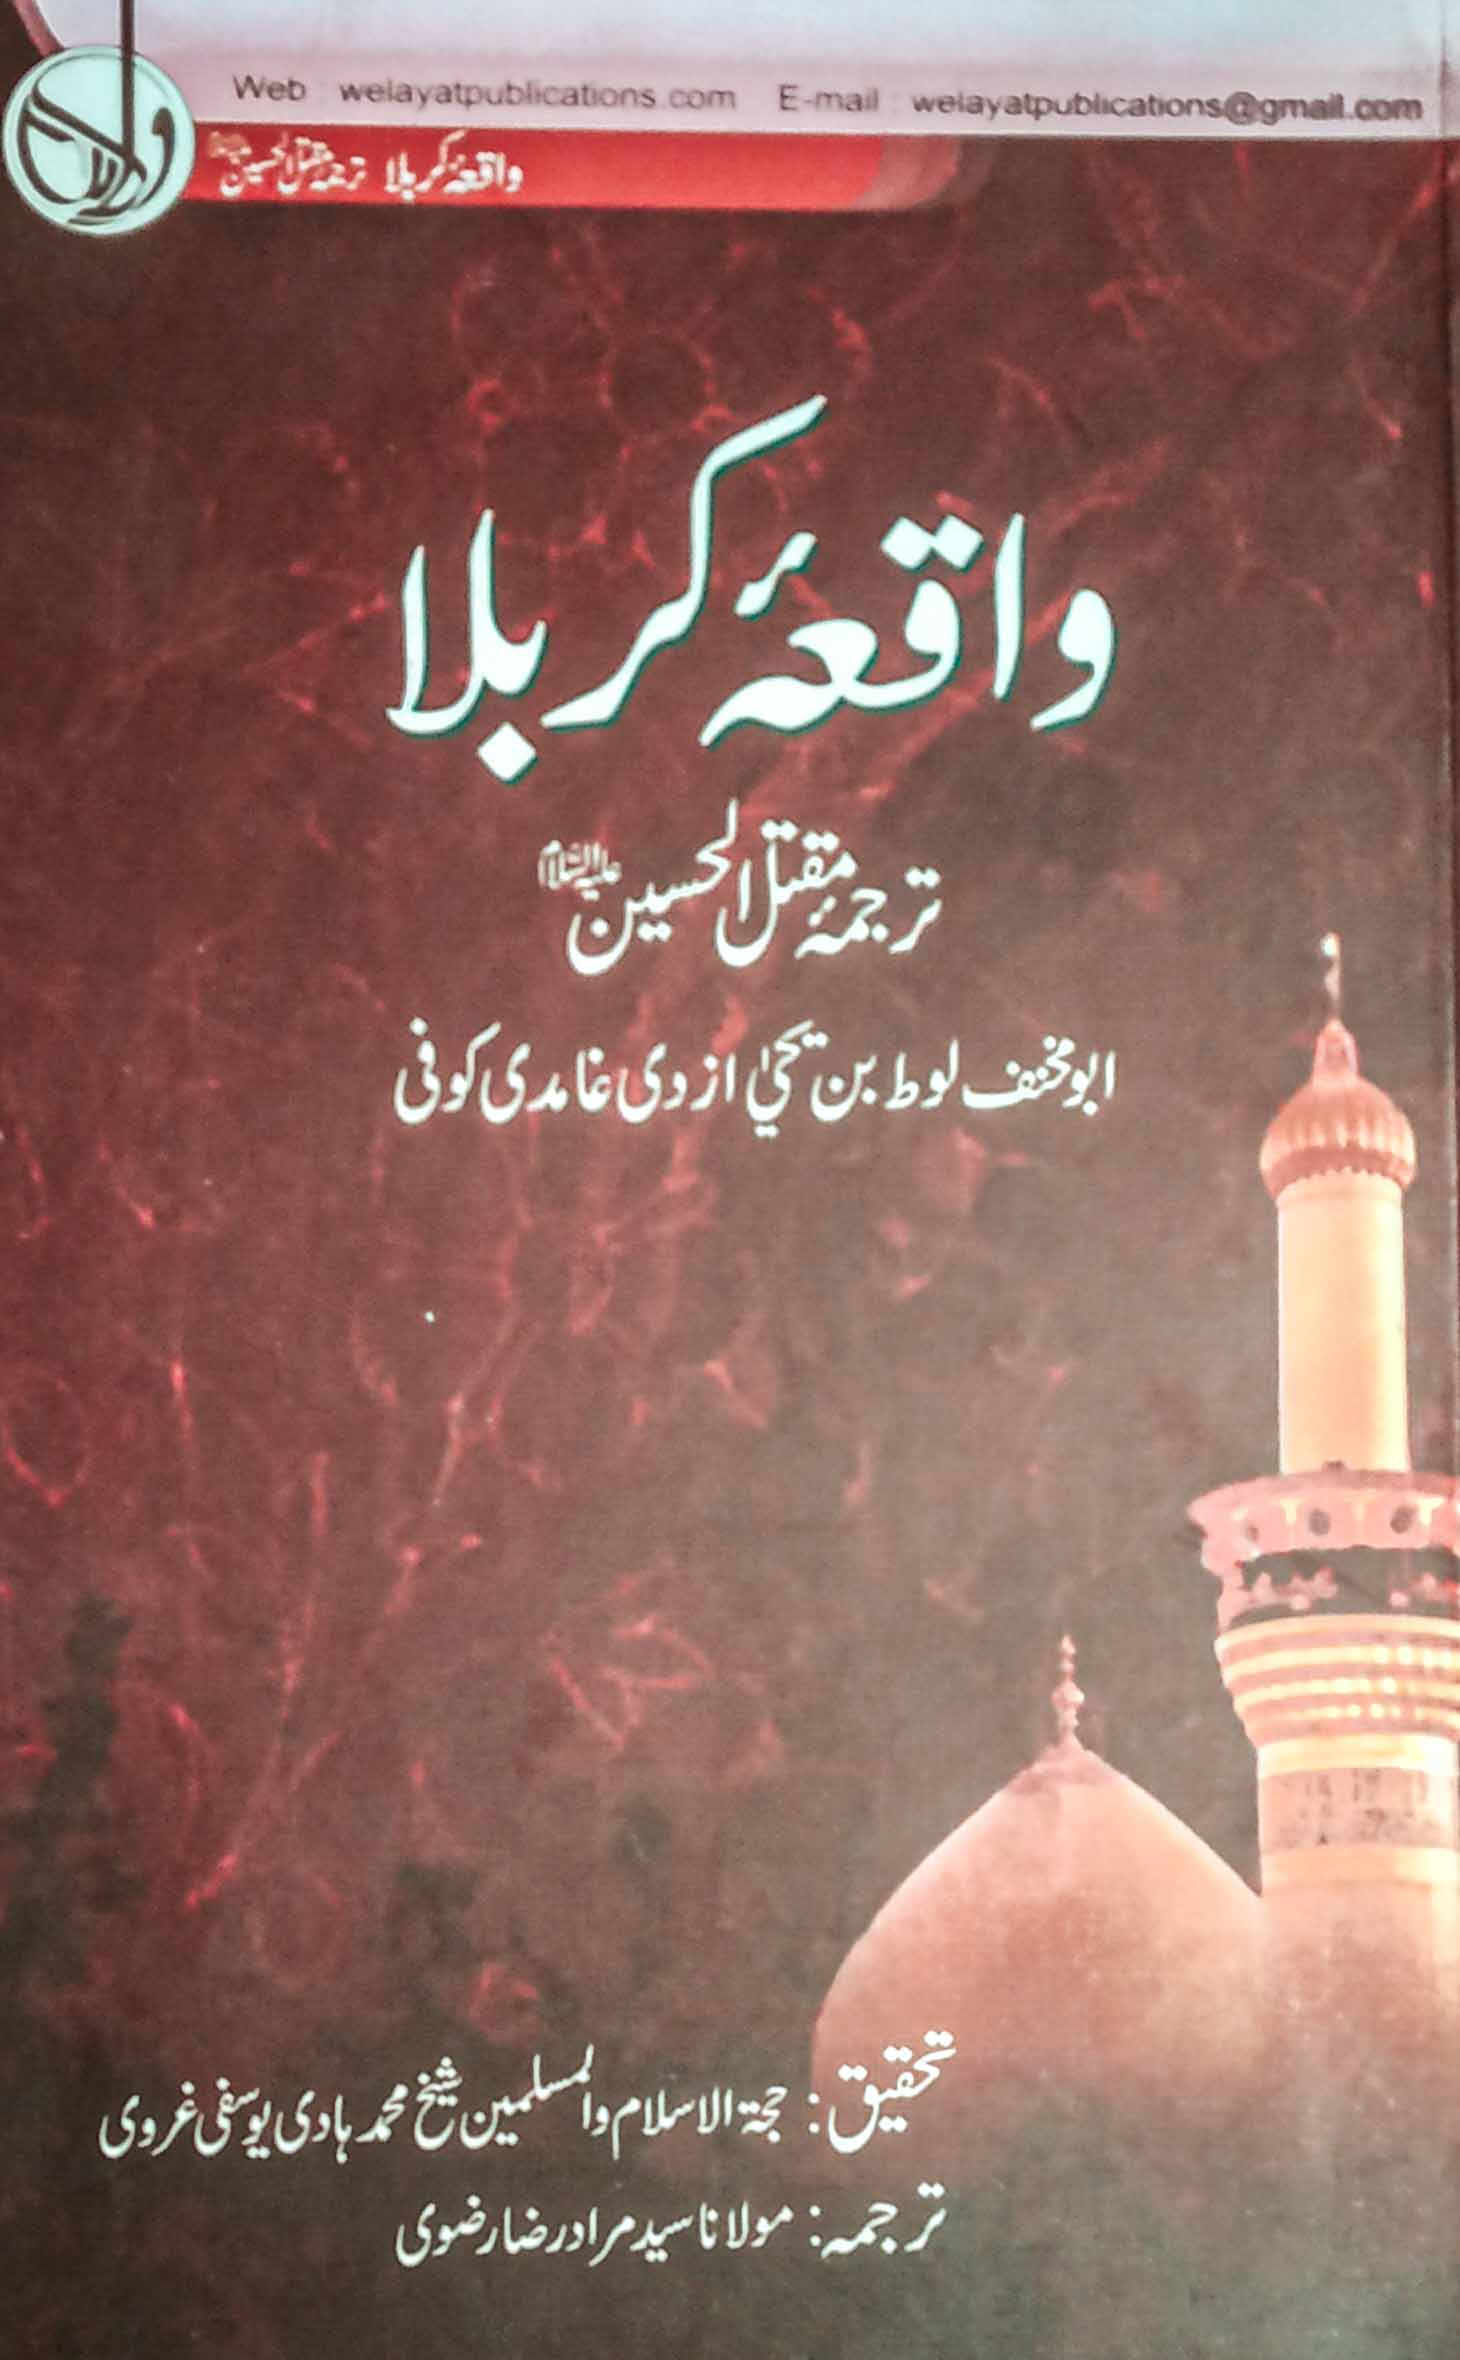 Web : welayatpublications.com E-mail : welayatpublications@gmail.com
واقعۂ کربلا ترجمۂ مقتل الحسین
واقعۂ کربلا
ترجمۂ مقتل الحسین علیہ السلام
ابو مخنف لوط بن یحییٰ ازدی غامدی کوفی
تحقیق: حجۃ الاسلام والمسلمین شیخ محمد ہادی یوسفی غروی
ترجمہ: مولانا سید مراد رضا رضوی